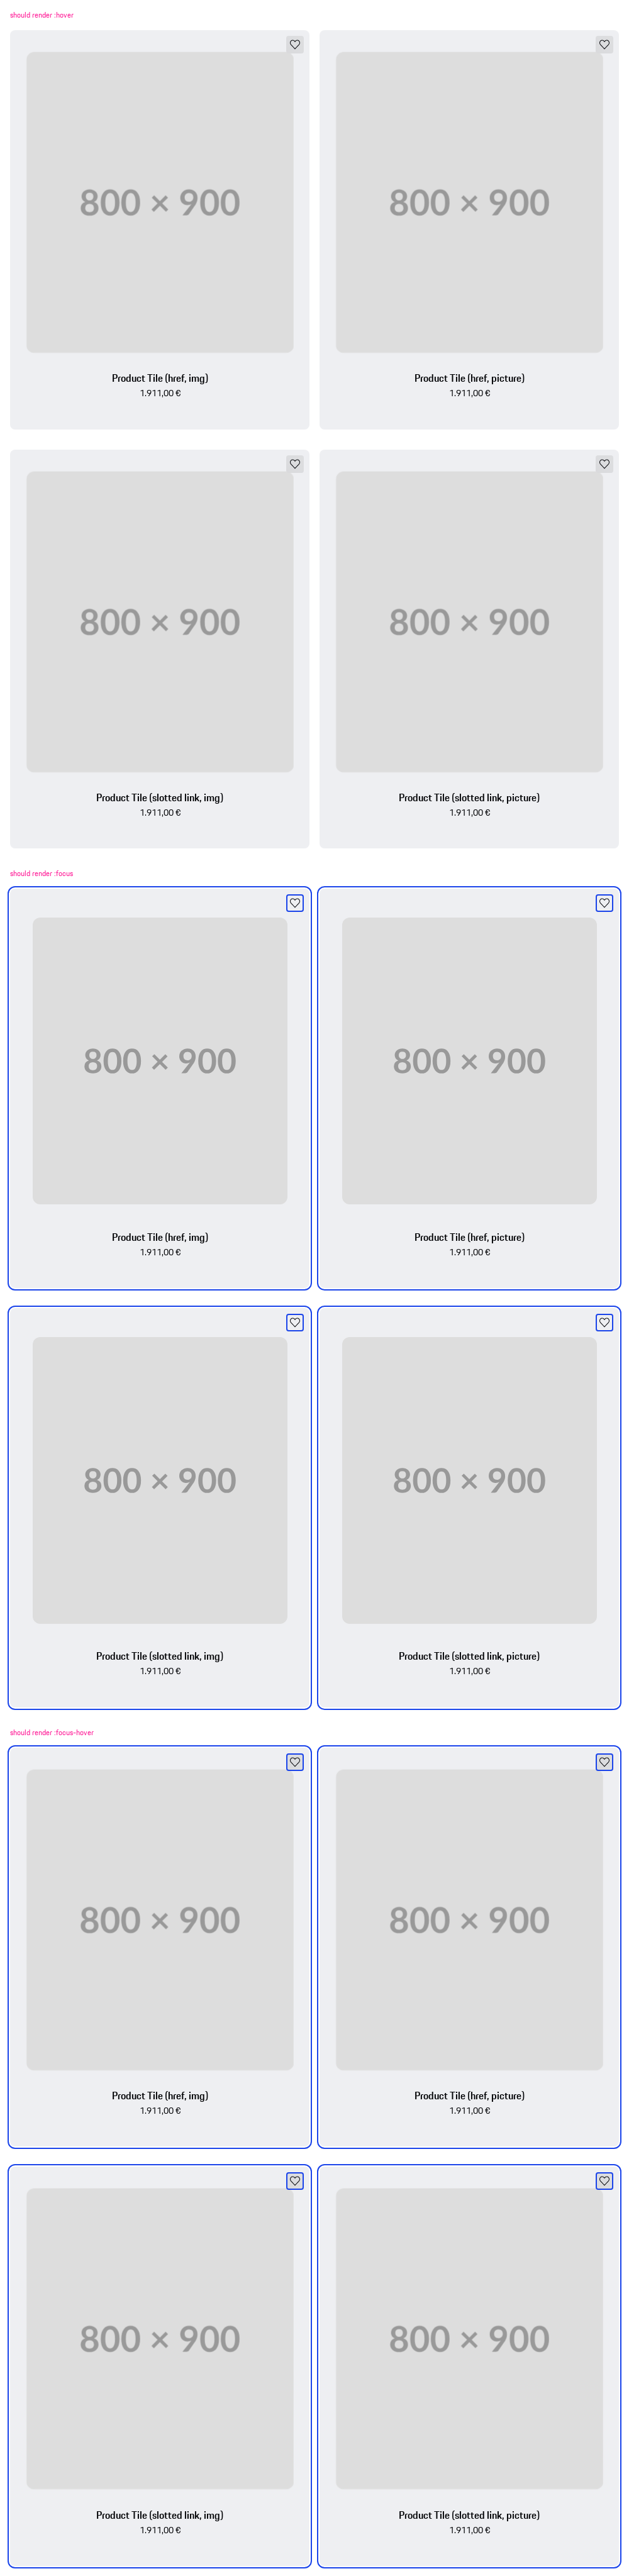 should render :hover
800 × 900
800 × 900
Product Tile (href, img)
Product Tile (href, picture)
1.911,00 €
1.911,00 €
800 × 900
800 × 900
Product Tile (slotted link, img)
Product Tile (slotted link, picture)
1.911,00 €
1.911,00 €
should render :focus
800 × 900
800 × 900
Product Tile (href, img)
Product Tile (href, picture)
1.911,00 €
1.911,00 €
800 × 900
800 × 900
Product Tile (slotted link, img)
Product Tile (slotted link, picture)
1.911,00 €
1.911,00 €
should render :focus-hover
800 × 900
800 × 900
Product Tile (href, img)
Product Tile (href, picture)
1.911,00 €
1.911,00 €
800 × 900
800 × 900
Product Tile (slotted link, img)
Product Tile (slotted link, picture)
1.911,00 €
1.911,00 €